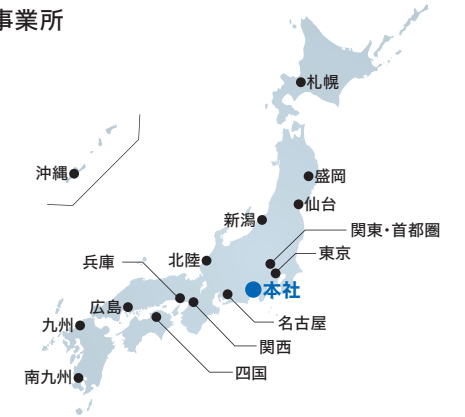 事業所
札幌
沖縄
盛岡
仙台
新潟
関東・首都圏
兵庫
北陸
東京
本社
広島
名古屋
九州
関西
南九州
四国